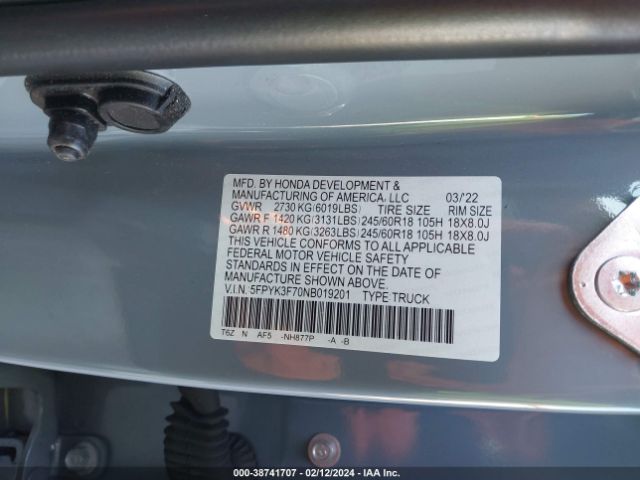 MFD. BY HONDA DEVELOPMENT &
MANUFACTURING OF AMERICA, LLC 03/'22
GVWR 2730 KG(6019LBS) TIRE SIZE RIM SIZE
GAWR F 1420 KG(3131LBS) 245/60R18 105H 18X8.0J
GAWR R 1480 KG(3263LBS) 245/60R18 105H 18X8.0J
THIS VEHICLE CONFORMS TO ALL APPLICABLE
FEDERAL MOTOR VEHICLE SAFETY
STANDARDS IN EFFECT ON THE DATE OF
MANUFACTURE SHOWN ABOVE.
V.I.N. 5FPYK3F70NB019201 TYPE TRUCK
T6Z N AF5 -NH877P -A -B
000-38741707 - 02/12/2024 - IAA Inc.